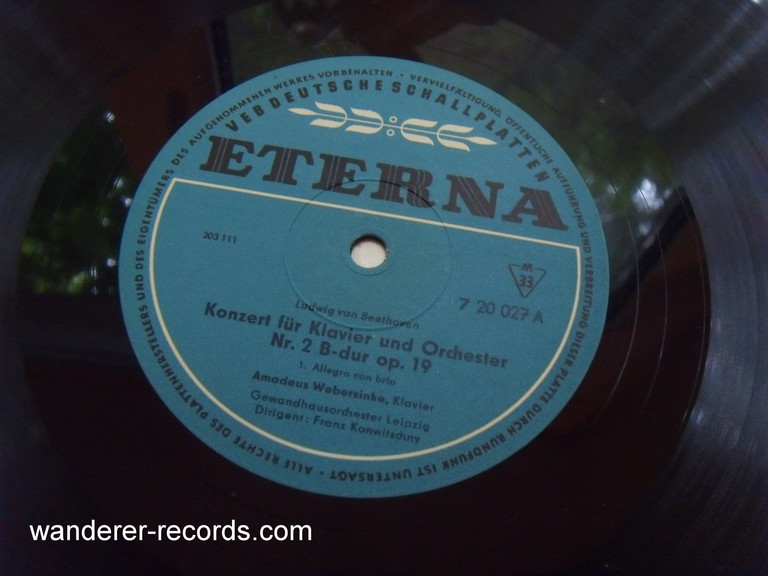 ALLE RECHTE DES PLATTENHERSTELLERS UND DES EIGENTÜMERS DES AUFGENOMMENEN WERKES VORBEHALTEN · VERVIELFÄLTIGUNG, ÖFFENTLICHE AUFFÜHRUNG UND VERBREITUNG DIESER PLATTE DURCH RUNDFUNK IST UNTERSAGT ·
VEB DEUTSCHE SCHALLPLATTEN
ETERNA
203 111
M
33
7 20 027 A
Ludwig van Beethoven
Konzert für Klavier und Orchester
Nr. 2 B-dur op. 19
1. Allegro con brio
Amadeus Webersinke, Klavier
Gewandhausorchester Leipzig
Dirigent: Franz Konwitschny
wanderer-records.com